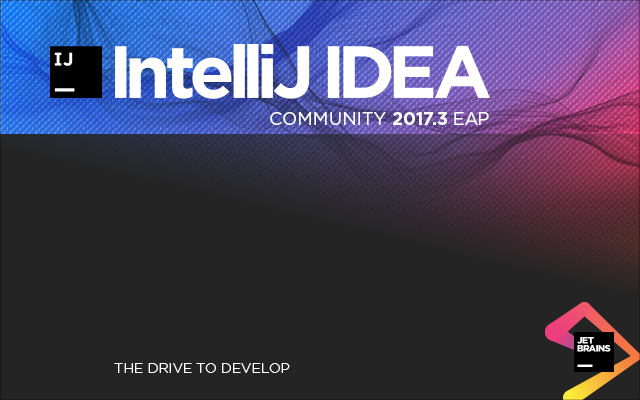 IJ
IntelliJ IDEA
COMMUNITY 2017.3 EAP
THE DRIVE TO DEVELOP
JET
BRAINS